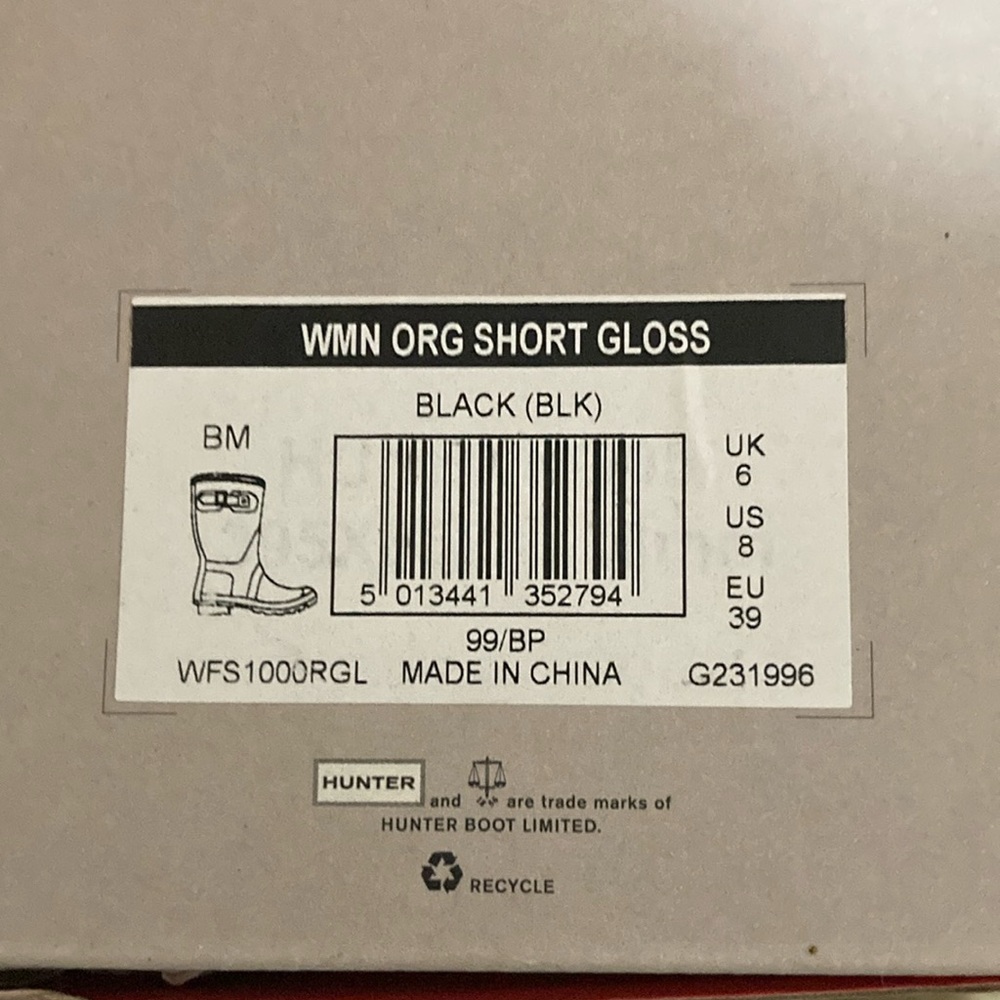 WMN ORG SHORT GLOSS
BLACK (BLK)
BM
5 013441 352794
UK
6
US
8
EU
39
99/BP
WFS1000RGL MADE IN CHINA G231996
HUNTER and are trade marks of
HUNTER BOOT LIMITED.
RECYCLE